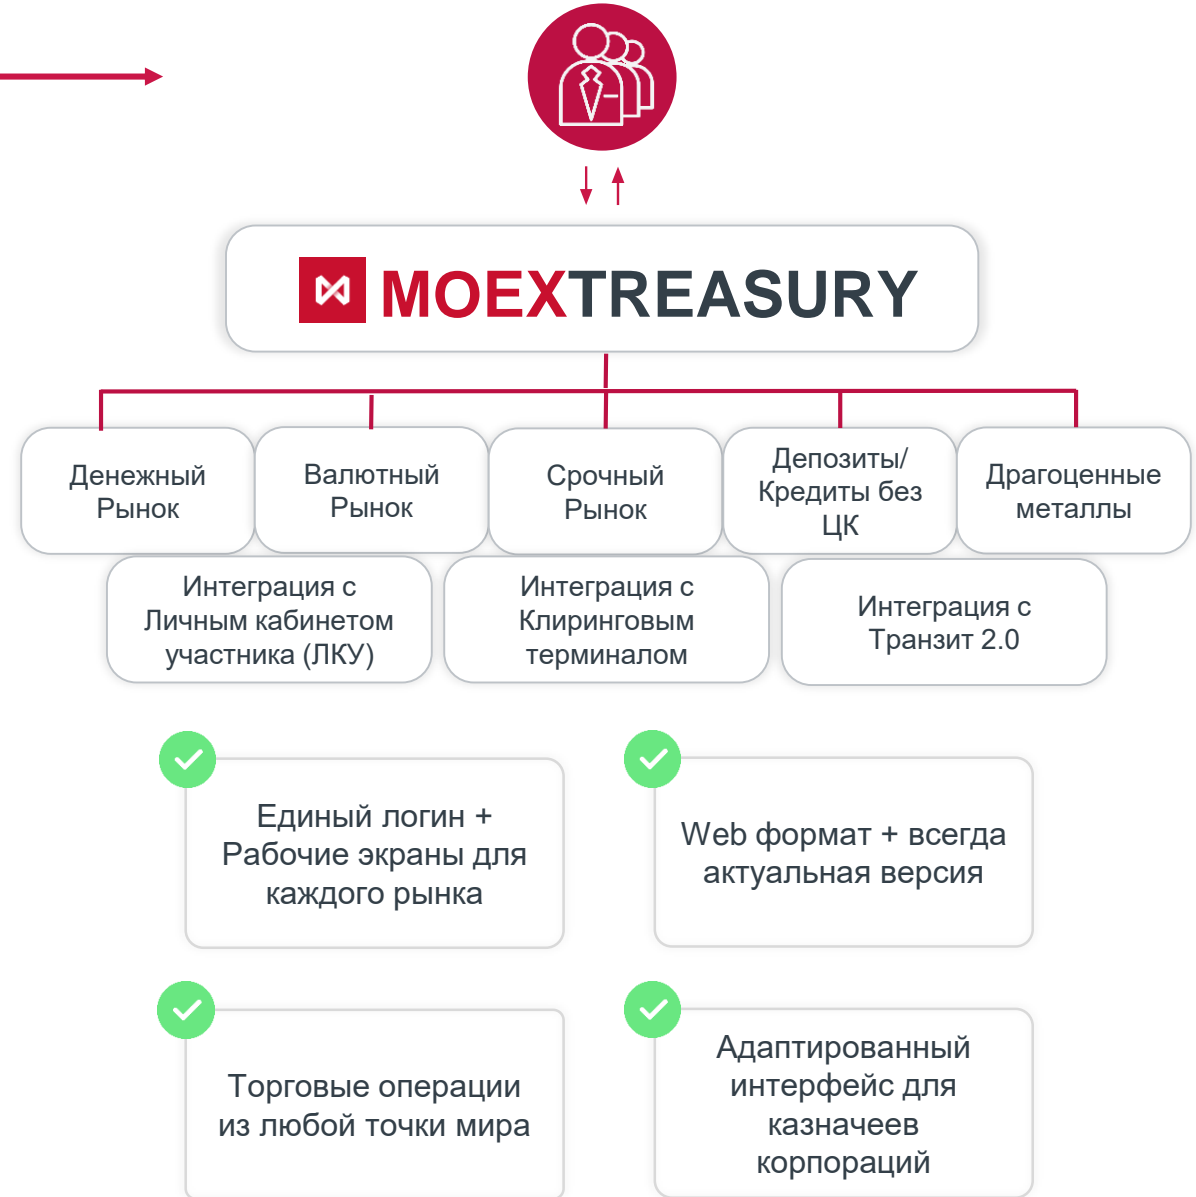 MOEXTREASURY
Денежный
Рынок
Валютный
Рынок
Срочный
Рынок
Депозиты/
Кредиты без
ЦК
Драгоценные
металлы
Интеграция с
Личным кабинетом
участника (ЛКУ)
Интеграция с
Клиринговым
терминалом
Интеграция с
Транзит 2.0
Единый логин +
Рабочие экраны для
каждого рынка
Web формат + всегда
актуальная версия
Торговые операции
из любой точки мира
Адаптированный
интерфейс для
казначеев
корпораций